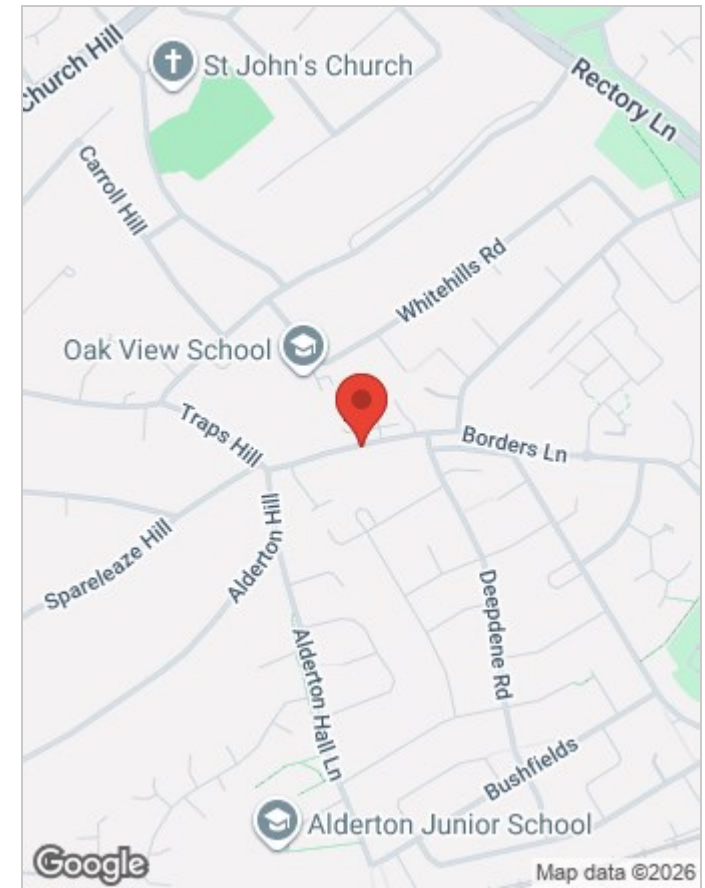 Church Hill
St John's Church
Rectory Ln
Carroll Hill
Whitehills Rd
Oak View School
Traps Hill
Borders Ln
Alderton Hill
Spareleaze Hill
Deepdene Rd
Alderton Hall Ln
Bushfields
Alderton Junior School
Google
Map data ©2026